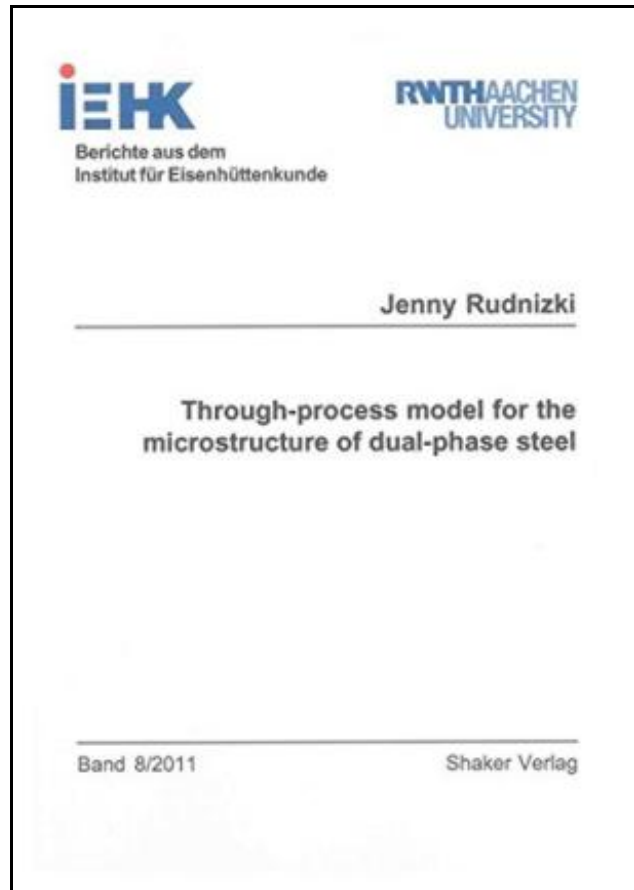 iEHK
RWTHAACHEN
UNIVERSITY
Berichte aus dem
Institut für Eisenhüttenkunde
Jenny Rudnizki
Through-process model for the
microstructure of dual-phase steel
Band 8/2011
Shaker Verlag